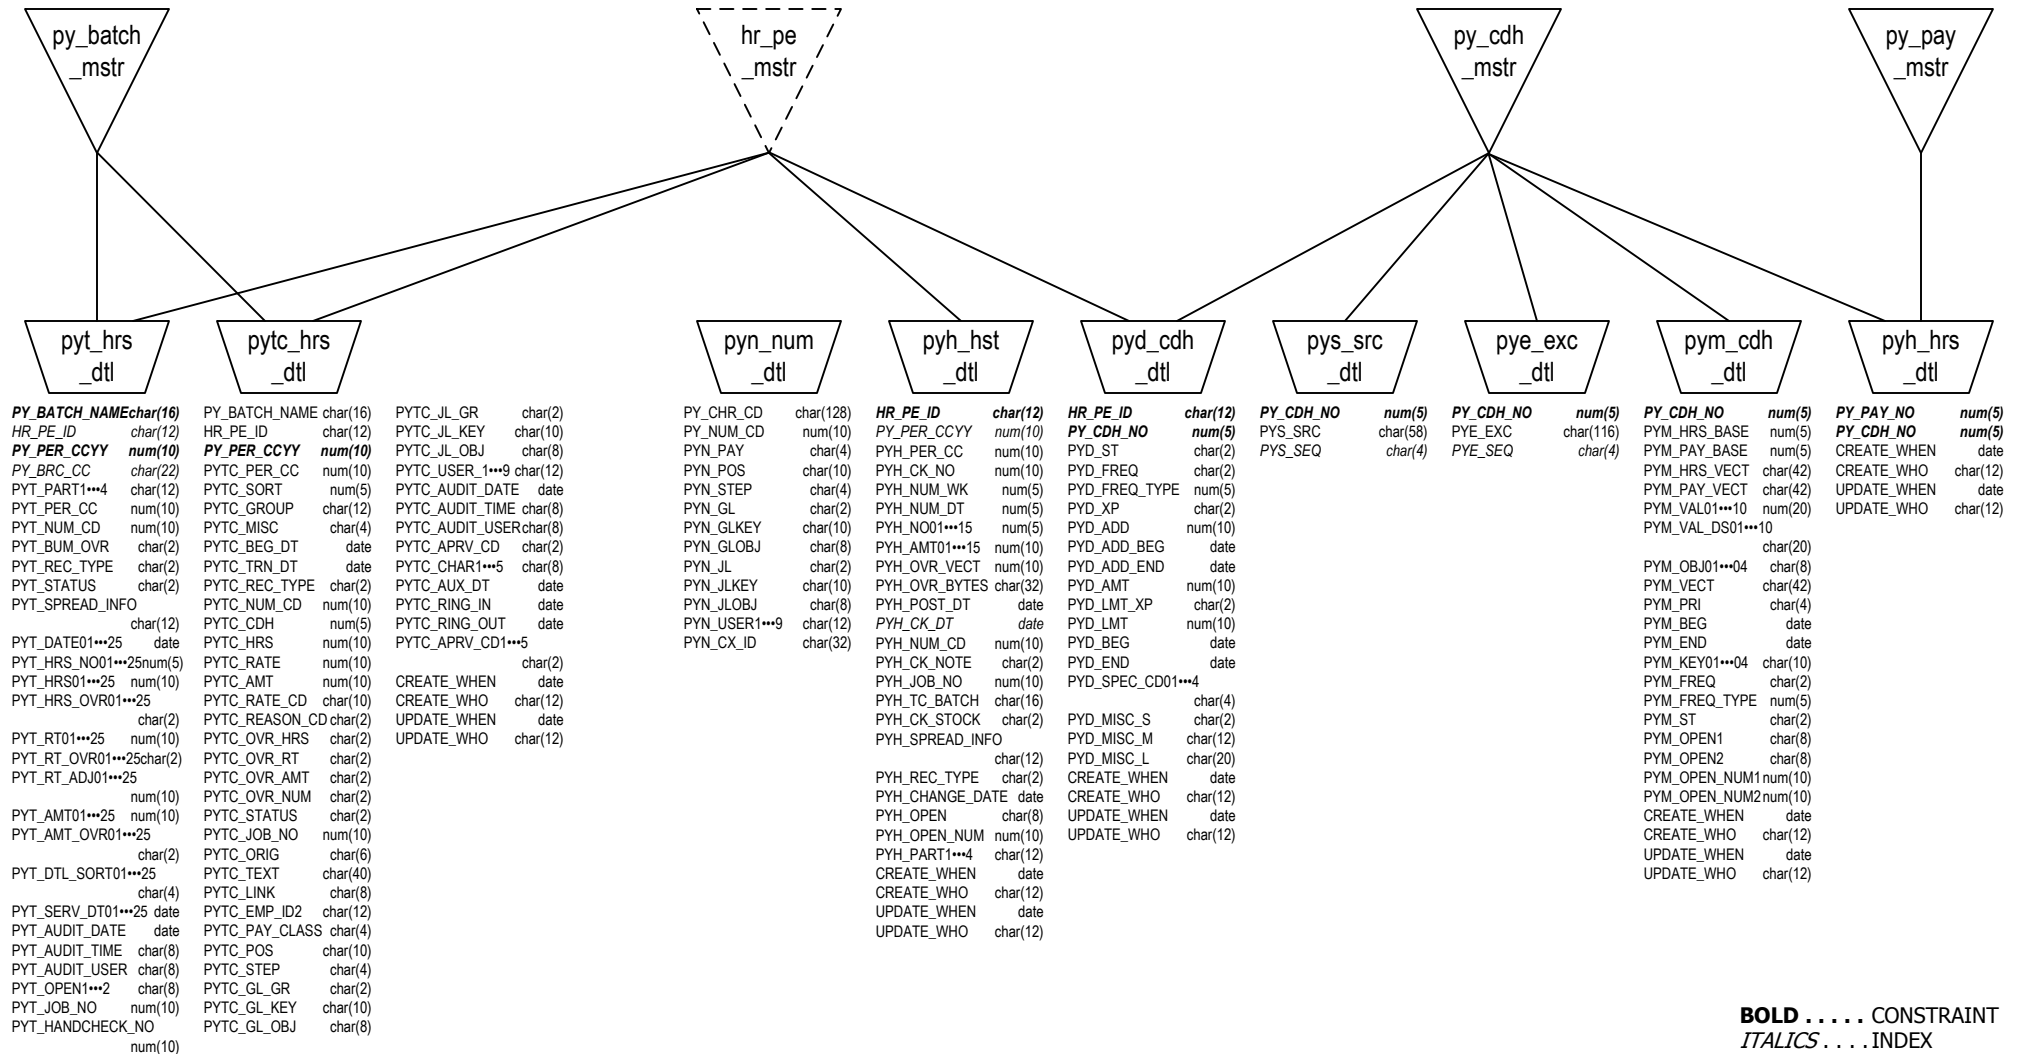 py_batch
_mstr
hr_pe
_mstr
py_cdh
_mstr
py_pay
_mstr
pyt_hrs
_dtl
pytc_hrs
_dtl
pyn_num
_dtl
pyh_hst
_dtl
pyd_cdh
_dtl
pys_src
_dtl
pye_exc
_dtl
pym_cdh
_dtl
pyh_hrs
_dtl
PY_BATCH_NAMEchar(16)
HR_PE_ID char(12)
PY_PER_CCYY num(10)
PY_BRC_CC char(22)
PYT_PART1•••4 char(12)
PYT_PER_CC num(10)
PYT_NUM_CD num(10)
PYT_BUM_OVR char(2)
PYT_REC_TYPE char(2)
PYT_STATUS char(2)
PYT_SPREAD_INFO
char(12)
PYT_DATE01•••25 date
PYT_HRS_NO01•••25num(5)
PYT_HRS01•••25 num(10)
PYT_HRS_OVR01•••25
char(2)
PYT_RT01•••25 num(10)
PYT_RT_OVR01•••25char(2)
PYT_RT_ADJ01•••25
num(10)
PYT_AMT01•••25 num(10)
PYT_AMT_OVR01•••25
char(2)
PYT_DTL_SORT01•••25
char(4)
PYT_SERV_DT01•••25 date
PYT_AUDIT_DATE date
PYT_AUDIT_TIME char(8)
PYT_AUDIT_USER char(8)
PYT_OPEN1•••2 char(8)
PYT_JOB_NO num(10)
PYT_HANDCHECK_NO
num(10)
PY_BATCH_NAME char(16)
HR_PE_ID char(12)
PY_PER_CCYY num(10)
PYTC_PER_CC num(10)
PYTC_SORT num(5)
PYTC_GROUP char(12)
PYTC_MISC char(4)
PYTC_BEG_DT date
PYTC_TRN_DT date
PYTC_REC_TYPE char(2)
PYTC_NUM_CD num(10)
PYTC_CDH num(5)
PYTC_HRS num(10)
PYTC_RATE num(10)
PYTC_AMT num(10)
PYTC_RATE_CD char(10)
PYTC_REASON_CD char(2)
PYTC_OVR_HRS char(2)
PYTC_OVR_RT char(2)
PYTC_OVR_AMT char(2)
PYTC_OVR_NUM char(2)
PYTC_STATUS char(2)
PYTC_JOB_NO num(10)
PYTC_ORIG char(6)
PYTC_TEXT char(40)
PYTC_LINK char(8)
PYTC_EMP_ID2 char(12)
PYTC_PAY_CLASS char(4)
PYTC_POS char(10)
PYTC_STEP char(4)
PYTC_GL_GR char(2)
PYTC_GL_KEY char(10)
PYTC_GL_OBJ char(8)
PYTC_JL_GR char(2)
PYTC_JL_KEY char(10)
PYTC_JL_OBJ char(8)
PYTC_USER_1•••9 char(12)
PYTC_AUDIT_DATE date
PYTC_AUDIT_TIME char(8)
PYTC_AUDIT_USERchar(8)
PYTC_APRV_CD char(2)
PYTC_CHAR1•••5 char(8)
PYTC_AUX_DT date
PYTC_RING_IN date
PYTC_RING_OUT date
PYTC_APRV_CD1•••5
char(2)
CREATE_WHEN date
CREATE_WHO char(12)
UPDATE_WHEN date
UPDATE_WHO char(12)
PY_CHR_CD char(128)
PY_NUM_CD num(10)
PYN_PAY char(4)
PYN_POS char(10)
PYN_STEP char(4)
PYN_GL char(2)
PYN_GLKEY char(10)
PYN_GLOBJ char(8)
PYN_JL char(2)
PYN_JLKEY char(10)
PYN_JLOBJ char(8)
PYN_USER1•••9 char(12)
PYN_CX_ID char(32)
HR_PE_ID char(12)
PY_PER_CCYY num(10)
PYH_PER_CC num(10)
PYH_CK_NO num(10)
PYH_NUM_WK num(5)
PYH_NUM_DT num(5)
PYH_NO01•••15 num(5)
PYH_AMT01•••15 num(10)
PYH_OVR_VECT num(10)
PYH_OVR_BYTES char(32)
PYH_POST_DT date
PYH_CK_DT date
PYH_NUM_CD num(10)
PYH_CK_NOTE char(2)
PYH_JOB_NO num(10)
PYH_TC_BATCH char(16)
PYH_CK_STOCK char(2)
PYH_SPREAD_INFO
char(12)
PYH_REC_TYPE char(2)
PYH_CHANGE_DATE date
PYH_OPEN char(8)
PYH_OPEN_NUM num(10)
PYH_PART1•••4 char(12)
CREATE_WHEN date
CREATE_WHO char(12)
UPDATE_WHEN date
UPDATE_WHO char(12)
HR_PE_ID char(12)
PY_CDH_NO num(5)
PYD_ST char(2)
PYD_FREQ char(2)
PYD_FREQ_TYPE num(5)
PYD_XP char(2)
PYD_ADD num(10)
PYD_ADD_BEG date
PYD_ADD_END date
PYD_AMT num(10)
PYD_LMT_XP char(2)
PYD_LMT num(10)
PYD_BEG date
PYD_END date
PYD_SPEC_CD01•••4
char(4)
PYD_MISC_S char(2)
PYD_MISC_M char(12)
PYD_MISC_L char(20)
CREATE_WHEN date
CREATE_WHO char(12)
UPDATE_WHEN date
UPDATE_WHO char(12)
PY_CDH_NO num(5)
PYS_SRC char(58)
PYS_SEQ char(4)
PY_CDH_NO num(5)
PYE_EXC char(116)
PYE_SEQ char(4)
PY_CDH_NO num(5)
PYM_HRS_BASE num(5)
PYM_PAY_BASE num(5)
PYM_HRS_VECT char(42)
PYM_PAY_VECT char(42)
PYM_VAL01•••10 num(20)
PYM_VAL_DS01•••10
char(20)
PYM_OBJ01•••04 char(8)
PYM_VECT char(42)
PYM_PRI char(4)
PYM_BEG date
PYM_END date
PYM_KEY01•••04 char(10)
PYM_FREQ char(2)
PYM_FREQ_TYPE num(5)
PYM_ST char(2)
PYM_OPEN1 char(8)
PYM_OPEN2 char(8)
PYM_OPEN_NUM1num(10)
PYM_OPEN_NUM2num(10)
CREATE_WHEN date
CREATE_WHO char(12)
UPDATE_WHEN date
UPDATE_WHO char(12)
PY_PAY_NO num(5)
PY_CDH_NO num(5)
CREATE_WHEN date
CREATE_WHO char(12)
UPDATE_WHEN date
UPDATE_WHO char(12)
BOLD . . . . . CONSTRAINT
ITALICS . . . . INDEX